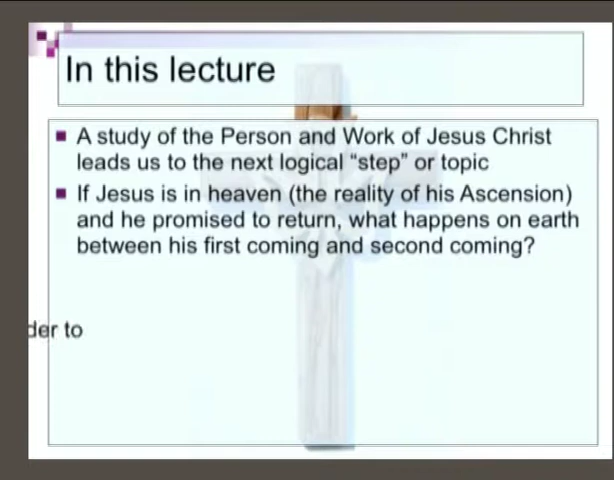 In this lecture
A study of the Person and Work of Jesus Christ
leads us to the next logical “step” or topic
If Jesus is in heaven (the reality of his Ascension)
and he promised to return, what happens on earth
between his first coming and second coming?
der to